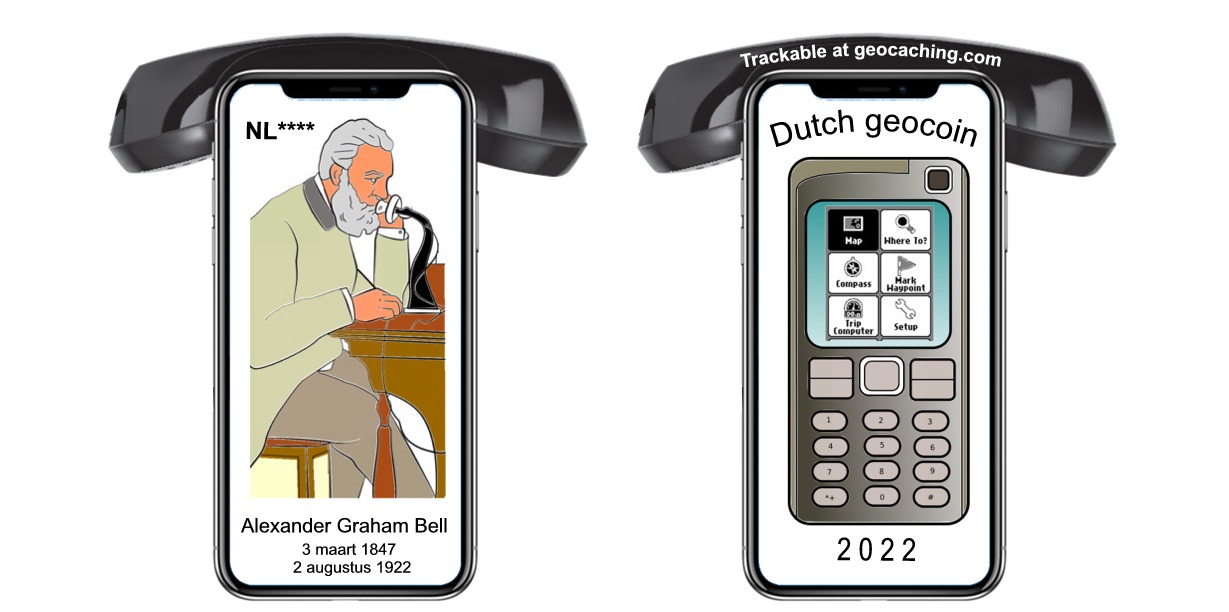 NL****
Alexander Graham Bell
3 maart 1847
2 augustus 1922
Trackable at geocaching.com
Dutch geocoin
Map
Where To?
Compass
Mark
Waypoint
Trip
Computer
Setup
1 2 3
4 5 6
7 8 9
*+ 0 #
2022